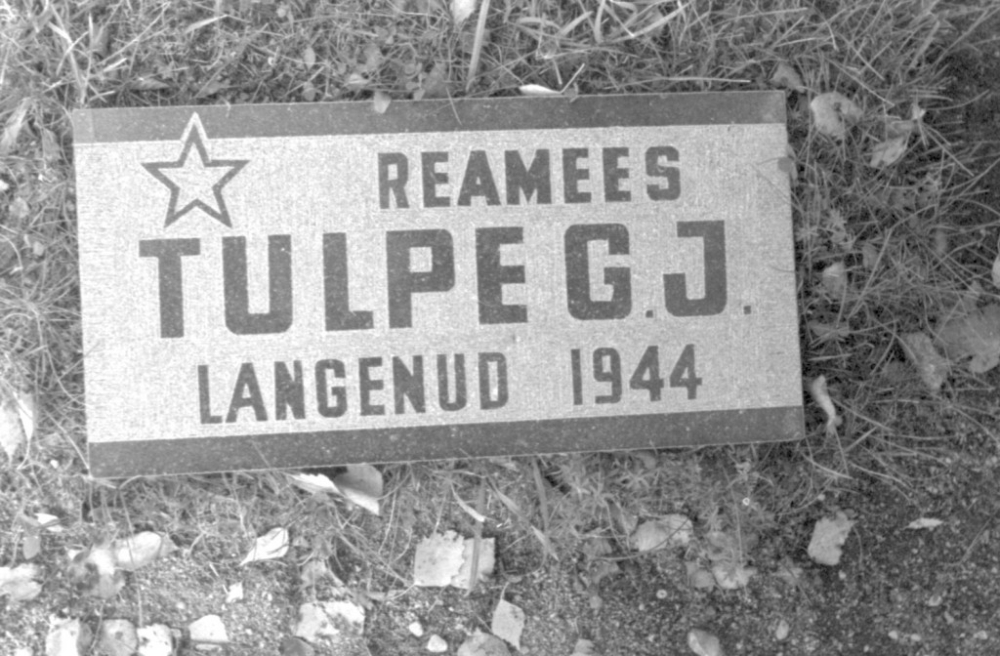 REAMEES
TULPE G.J.
LANGENUD 1944